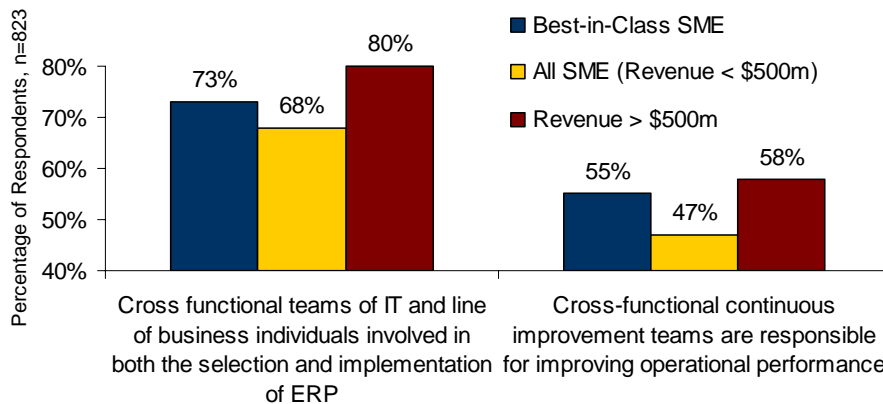 Percentage of Respondents, n=823
80%
70%
60%
50%
40%
73%
68%
80%
55%
47%
58%
Best-in-Class SME
All SME (Revenue < $500m)
Revenue > $500m
Cross functional teams of IT and line
of business individuals involved in
both the selection and implementation
of ERP
Cross-functional continuous
improvement teams are responsible
for improving operational performance